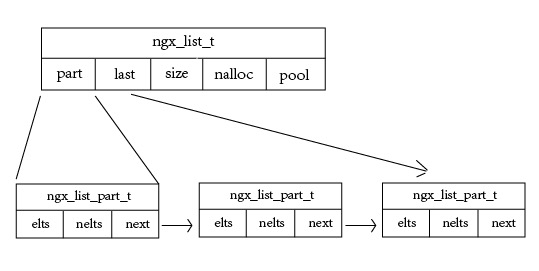 ngx_list_t
part last size nalloc pool
ngx_list_part_t ngx_list_part_t ngx_list_part_t
elts nelts next elts nelts next elts nelts next